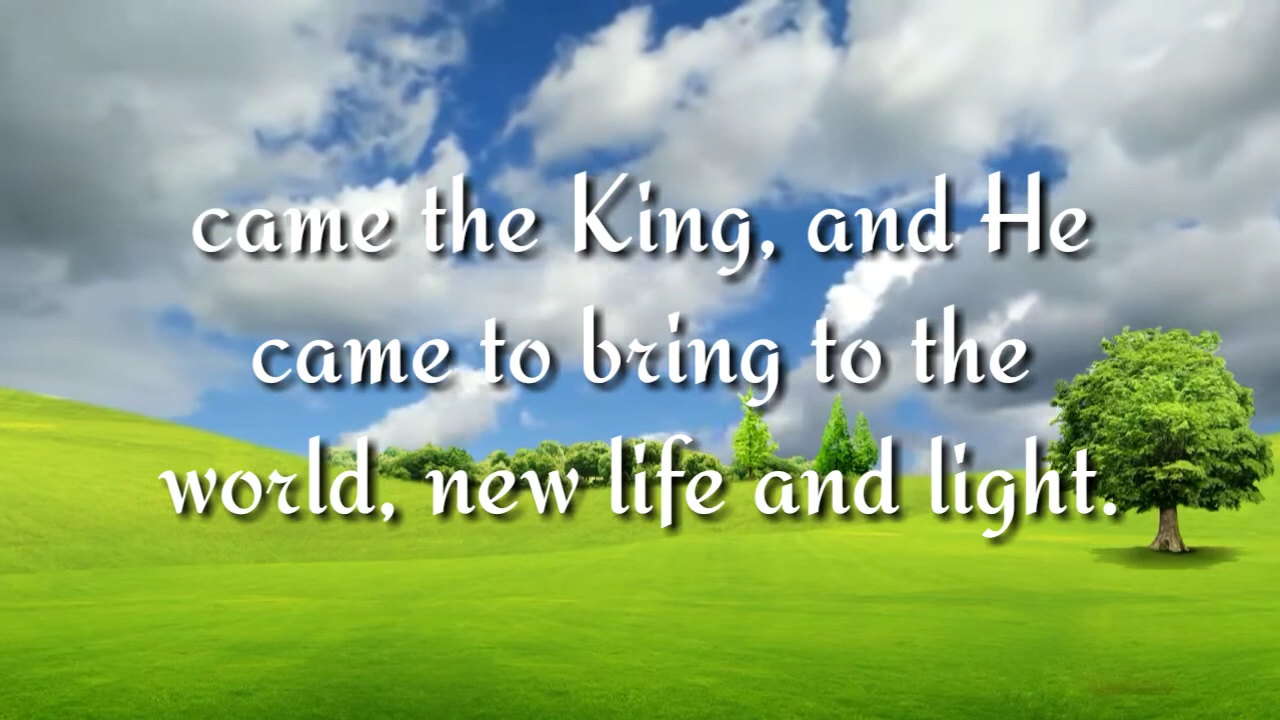 came the King, and He
came to bring to the
world, new life and light.